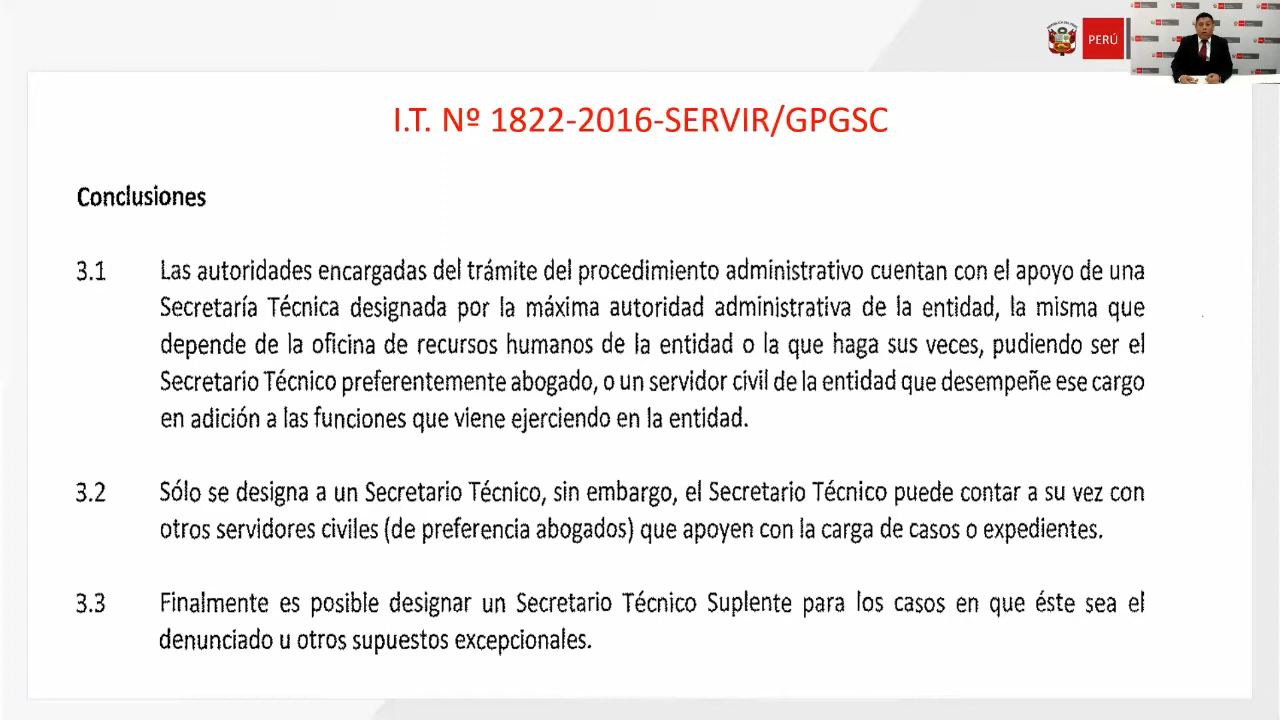 PERÚ
I.T. Nº 1822-2016-SERVIR/GPGSC
Conclusiones
3.1 Las autoridades encargadas del trámite del procedimiento administrativo cuentan con el apoyo de una
Secretaría Técnica designada por la máxima autoridad administrativa de la entidad, la misma que
depende de la oficina de recursos humanos de la entidad o la que haga sus veces, pudiendo ser el
Secretario Técnico preferentemente abogado, o un servidor civil de la entidad que desempeñe ese cargo
en adición a las funciones que viene ejerciendo en la entidad.
3.2 Sólo se designa a un Secretario Técnico, sin embargo, el Secretario Técnico puede contar a su vez con
otros servidores civiles (de preferencia abogados) que apoyen con la carga de casos o expedientes.
3.3 Finalmente es posible designar un Secretario Técnico Suplente para los casos en que éste sea el
denunciado u otros supuestos excepcionales.